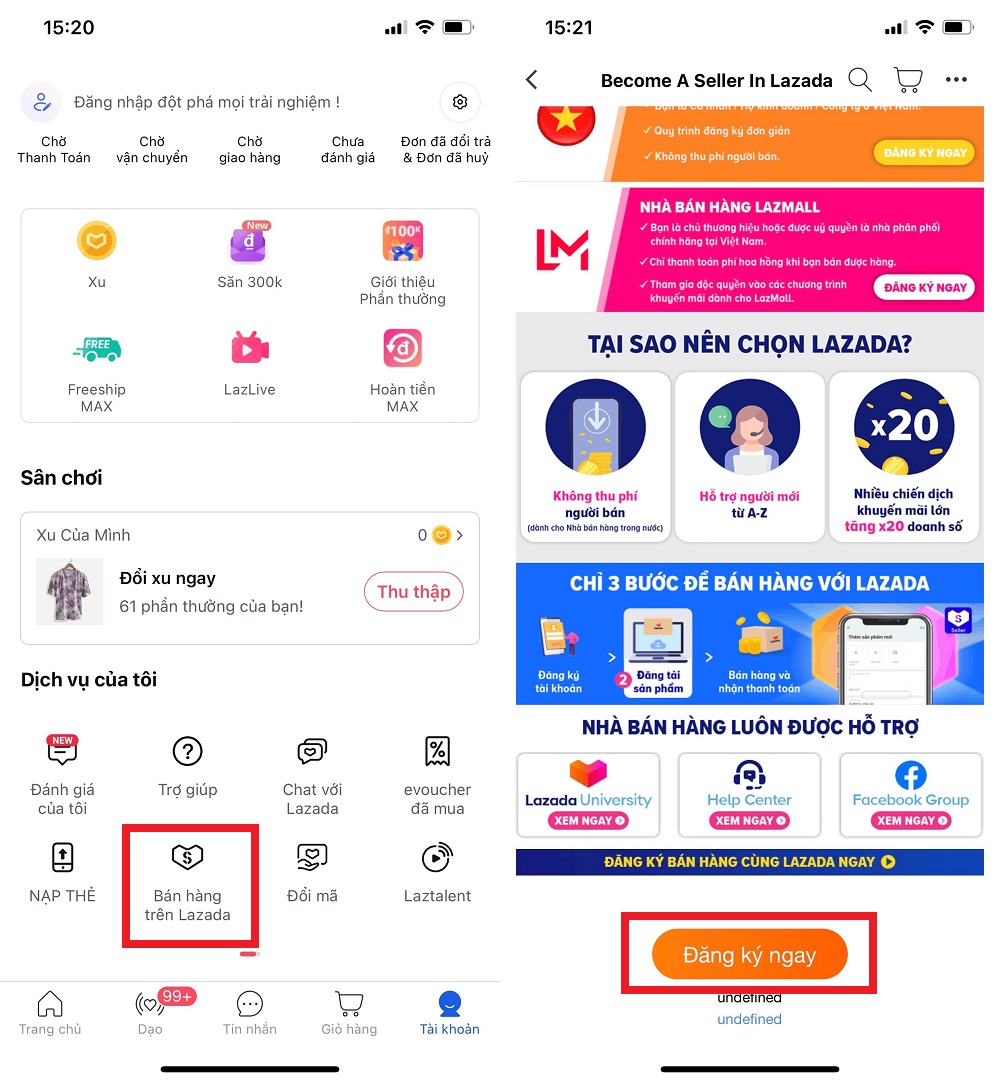 15:20
Đăng nhập đột phá mọi trải nghiệm !
Chờ
Thanh Toán
Chờ
vận chuyển
Chờ
giao hàng
Chưa
đánh giá
Đơn đã đổi trả
& Đơn đã huỷ
Xu
New
đ
Săn 300k
₫100K
Giới thiệu
Phần thưởng
FREE
Freeship
MAX
LazLive
đ
Hoàn tiền
MAX
Sân chơi
Xu Của Mình
0
Đổi xu ngay
61 phần thưởng của bạn!
Thu thập
Dịch vụ của tôi
NEW
Đánh giá
của tôi
Trợ giúp
Chat với
Lazada
evoucher
đã mua
NẠP THẺ
Bán hàng
trên Lazada
Đổi mã
Laztalent
Trang chủ
99+
Dạo
Tin nhắn
Giỏ hàng
Tài khoản
15:21
Become A Seller In Lazada
Bạn là Cá nhân / Hộ kinh doanh / Công ty ở Việt Nam.
Quy trình đăng ký đơn giản
Không thu phí người bán.
ĐĂNG KÝ NGAY
LM
NHÀ BÁN HÀNG LAZMALL
Bạn là chủ thương hiệu hoặc được uỷ quyền là nhà phân phối
chính hãng tại Việt Nam.
Chỉ thanh toán phí hoa hồng khi bạn bán được hàng.
Tham gia độc quyền vào các chương trình
khuyến mãi dành cho LazMall.
ĐĂNG KÝ NGAY
TẠI SAO NÊN CHỌN LAZADA?
Không thu phí
người bán
(dành cho Nhà bán hàng trong nước)
Hỗ trợ người mới
từ A-Z
x20
Nhiều chiến dịch
khuyến mãi lớn
tăng x20 doanh số
CHỈ 3 BƯỚC ĐỂ BÁN HÀNG VỚI LAZADA
Đăng ký
tài khoản
2
Đăng tải
sản phẩm
Bán hàng và
nhận thanh toán
Thêm sản phẩm mới
S
Seller
NHÀ BÁN HÀNG LUÔN ĐƯỢC HỖ TRỢ
Lazada University
XEM NGAY
Help Center
XEM NGAY
Facebook Group
XEM NGAY
ĐĂNG KÝ BÁN HÀNG CÙNG LAZADA NGAY
Đăng ký ngay
undefined
undefined